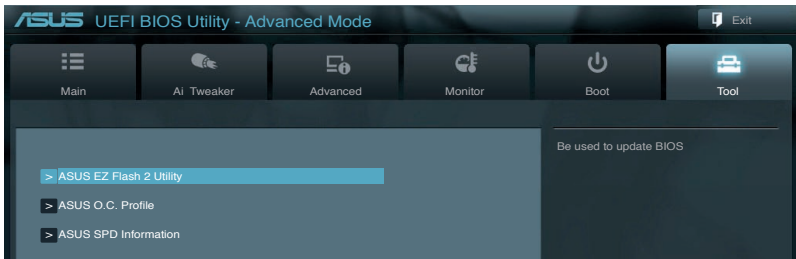 ASUS UEFI BIOS Utility - Advanced Mode
Exit
Main
Ai Tweaker
Advanced
Monitor
Boot
Tool
Be used to update BIOS
> ASUS EZ Flash 2 Utility
> ASUS O.C. Profile
> ASUS SPD Information